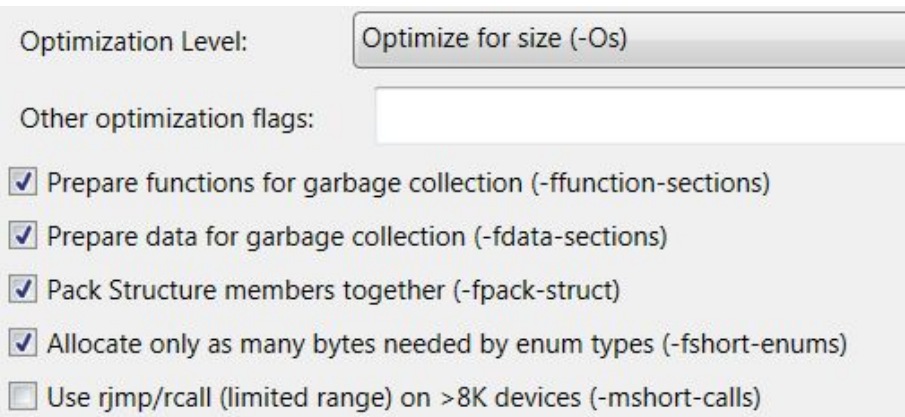 Optimization Level: Optimize for size (-Os)
Other optimization flags:
Prepare functions for garbage collection (-ffunction-sections)
Prepare data for garbage collection (-fdata-sections)
Pack Structure members together (-fpack-struct)
Allocate only as many bytes needed by enum types (-fshort-enums)
Use rjmp/rcall (limited range) on >8K devices (-mshort-calls)